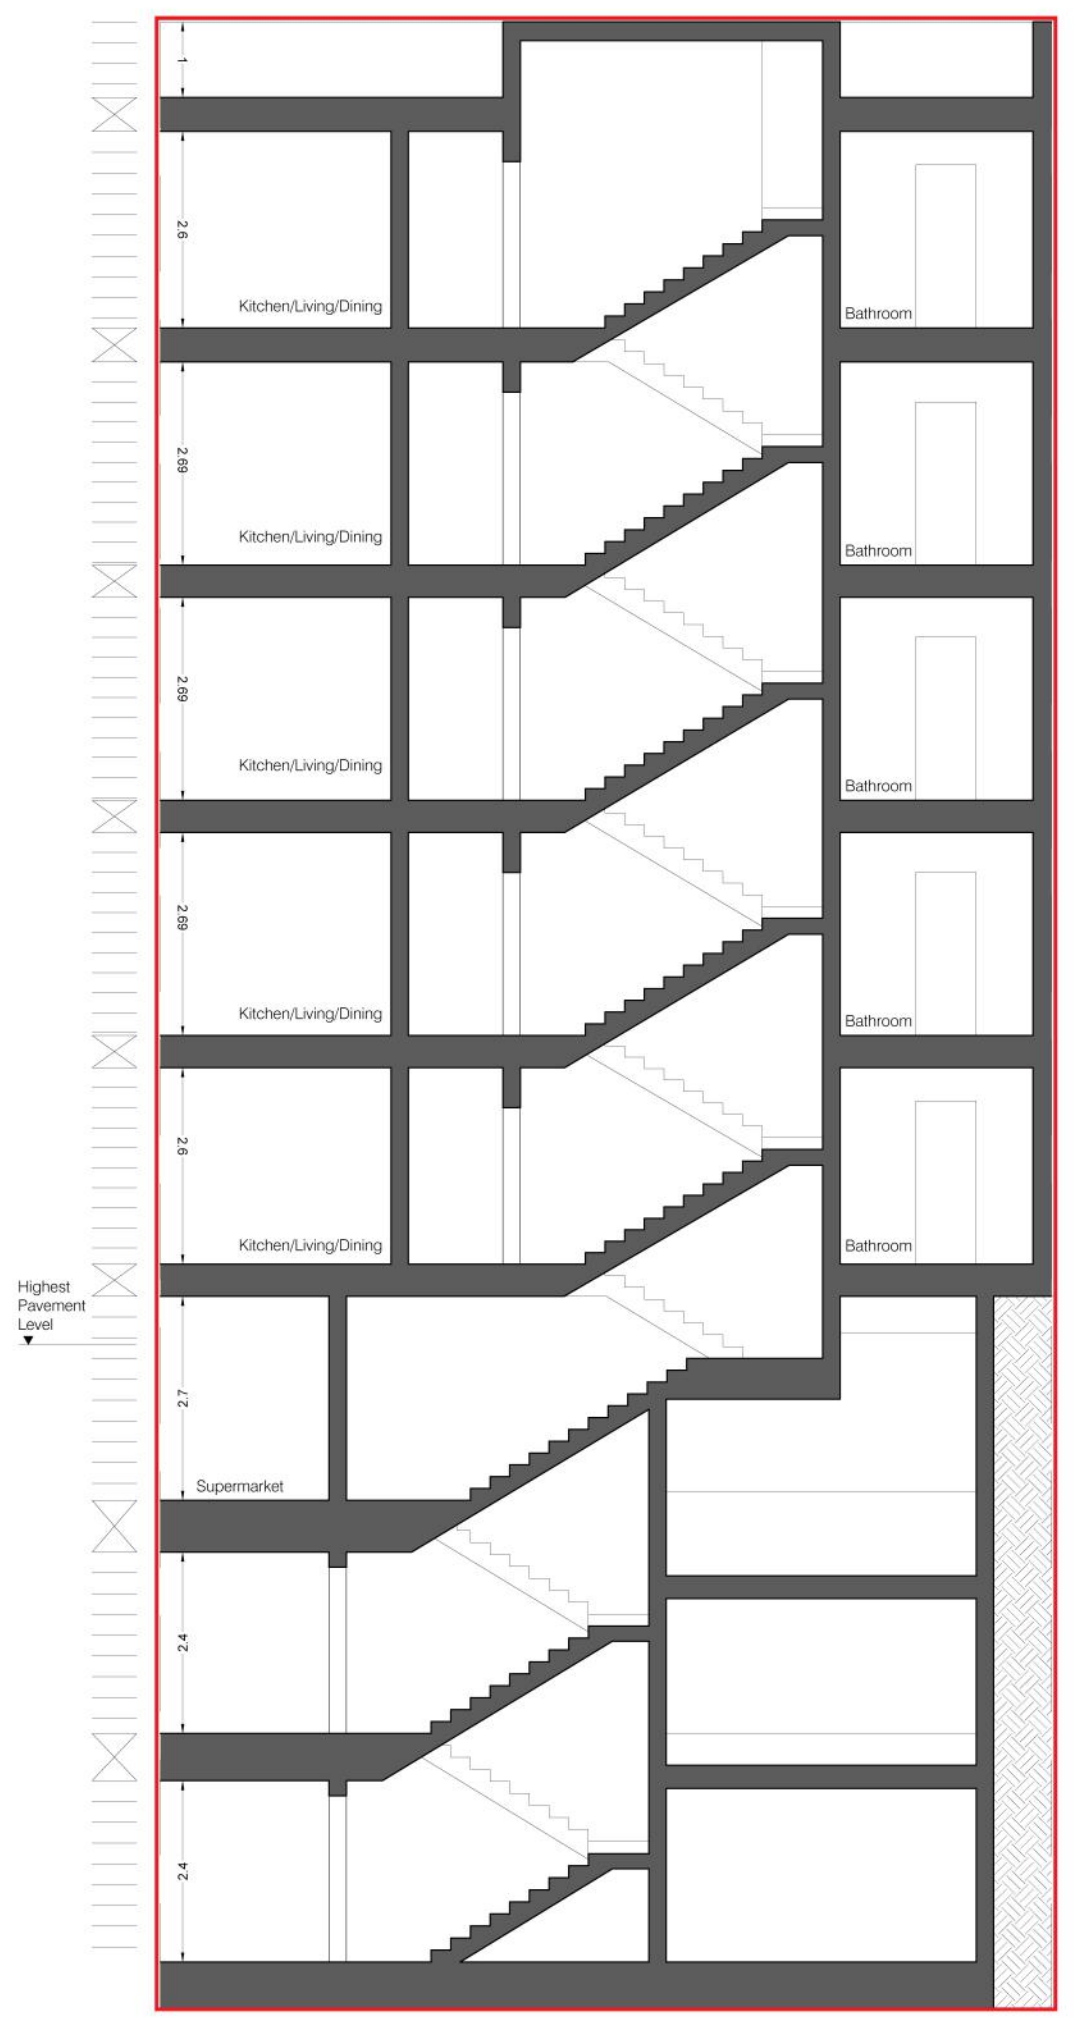 1
2.6
Kitchen/Living/Dining
Bathroom
2.69
Kitchen/Living/Dining
Bathroom
2.69
Kitchen/Living/Dining
Bathroom
2.69
Kitchen/Living/Dining
Bathroom
2.6
Kitchen/Living/Dining
Bathroom
Highest
Pavement
Level
2.7
Supermarket
2.4
2.4